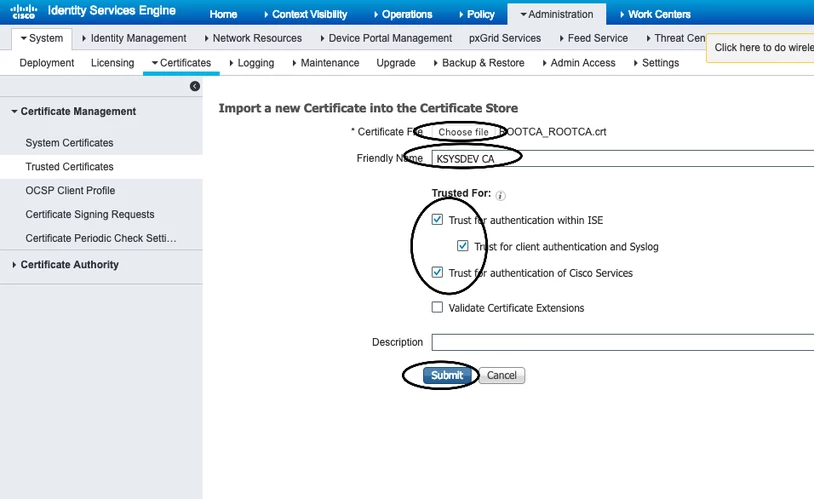 CISCO Identity Services Engine Home Context Visibility Operations Policy Administration Work Centers
System Identity Management Network Resources Device Portal Management pxGrid Services Feed Service Threat Cen
Click here to do wirele
Deployment Licensing Certificates Logging Maintenance Upgrade Backup & Restore Admin Access Settings
Certificate Management
System Certificates
Trusted Certificates
OCSP Client Profile
Certificate Signing Requests
Certificate Periodic Check Setti...
Certificate Authority
Import a new Certificate into the Certificate Store
* Certificate File Choose file ROOTCA_ROOTCA.crt
Friendly Name KSYSDEV CA
Trusted For:
Trust for authentication within ISE
Trust for client authentication and Syslog
Trust for authentication of Cisco Services
Validate Certificate Extensions
Description
Submit Cancel